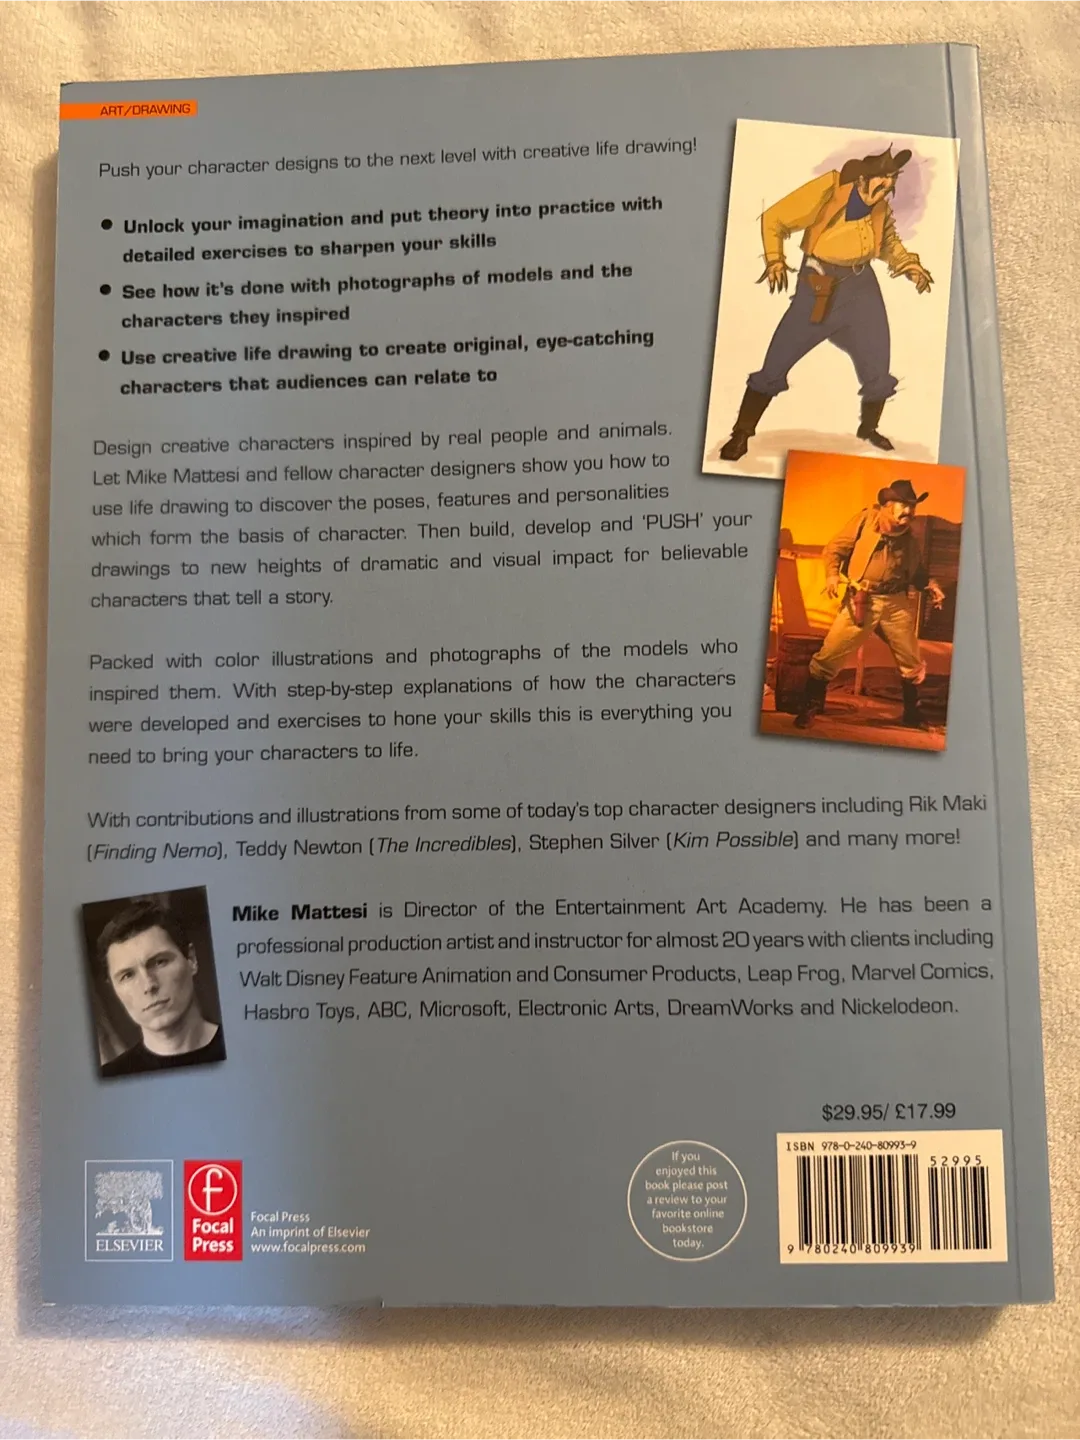 ART/DRAWING
Push your character designs to the next level with creative life drawing!
● Unlock your imagination and put theory into practice with
detailed exercises to sharpen your skills
● See how it's done with photographs of models and the
characters they inspired
● Use creative life drawing to create original, eye-catching
characters that audiences can relate to
Design creative characters inspired by real people and animals.
Let Mike Mattesi and fellow character designers show you how to
use life drawing to discover the poses, features and personalities
which form the basis of character. Then build, develop and 'PUSH' your
drawings to new heights of dramatic and visual impact for believable
characters that tell a story.
Packed with color illustrations and photographs of the models who
inspired them. With step-by-step explanations of how the characters
were developed and exercises to hone your skills this is everything you
need to bring your characters to life.
With contributions and illustrations from some of today's top character designers including Rik Maki
(Finding Nemo), Teddy Newton (The Incredibles), Stephen Silver (Kim Possible) and many more!
Mike Mattesi is Director of the Entertainment Art Academy. He has been a
professional production artist and instructor for almost 20 years with clients including
Walt Disney Feature Animation and Consumer Products, Leap Frog, Marvel Comics,
Hasbro Toys, ABC, Microsoft, Electronic Arts, DreamWorks and Nickelodeon.
$29.95/ £17.99
ISBN 978-0-240-80993-9
52995
9 780240 809939
If you
enjoyed this
book please post
a review to your
favorite online
bookstore
today.
ELSEVIER
f
Focal
Press
Focal Press
An imprint of Elsevier
www.focalpress.com